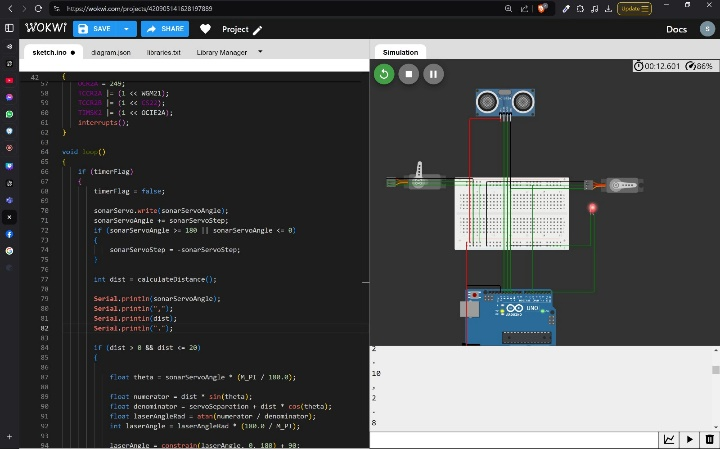 https://wokwi.com/projects/420905141628197889
Update
WOKWI
SAVE
SHARE
Project
Docs
S
sketch.ino
diagram.json
libraries.txt
Library Manager
Simulation
00:12.601
86%
42 {
57 OCR2A = 249;
58 TCCR2A |= (1 << WGM21);
59 TCCR2B |= (1 << CS22);
60 TIMSK2 |= (1 << OCIE2A);
61 interrupts();
62 }
63
64 void loop()
65 {
66 if (timerFlag)
67 {
68 timerFlag = false;
69
70 sonarServo.write(sonarServoAngle);
71 sonarServoAngle += sonarServoStep;
72 if (sonarServoAngle >= 180 || sonarServoAngle <= 0)
73 {
74 sonarServoStep = -sonarServoStep;
75 }
76
77 int dist = calculateDistance();
78
79 Serial.println(sonarServoAngle);
80 Serial.println(",");
81 Serial.println(dist);
82 Serial.println(".");
83
84 if (dist > 0 && dist <= 20)
85 {
86
87 float theta = sonarServoAngle * (M_PI / 180.0);
88
89 float numerator = dist * sin(theta);
90 float denominator = servoSeparation + dist * cos(theta);
91 float laserAngleRad = atan(numerator / denominator);
92 int laserAngle = laserAngleRad * (180.0 / M_PI);
93
94 laserAngle = constrain(laserAngle, 0, 180) + 90;
UNO
ARDUINO
2
.
10
,
2
.
8